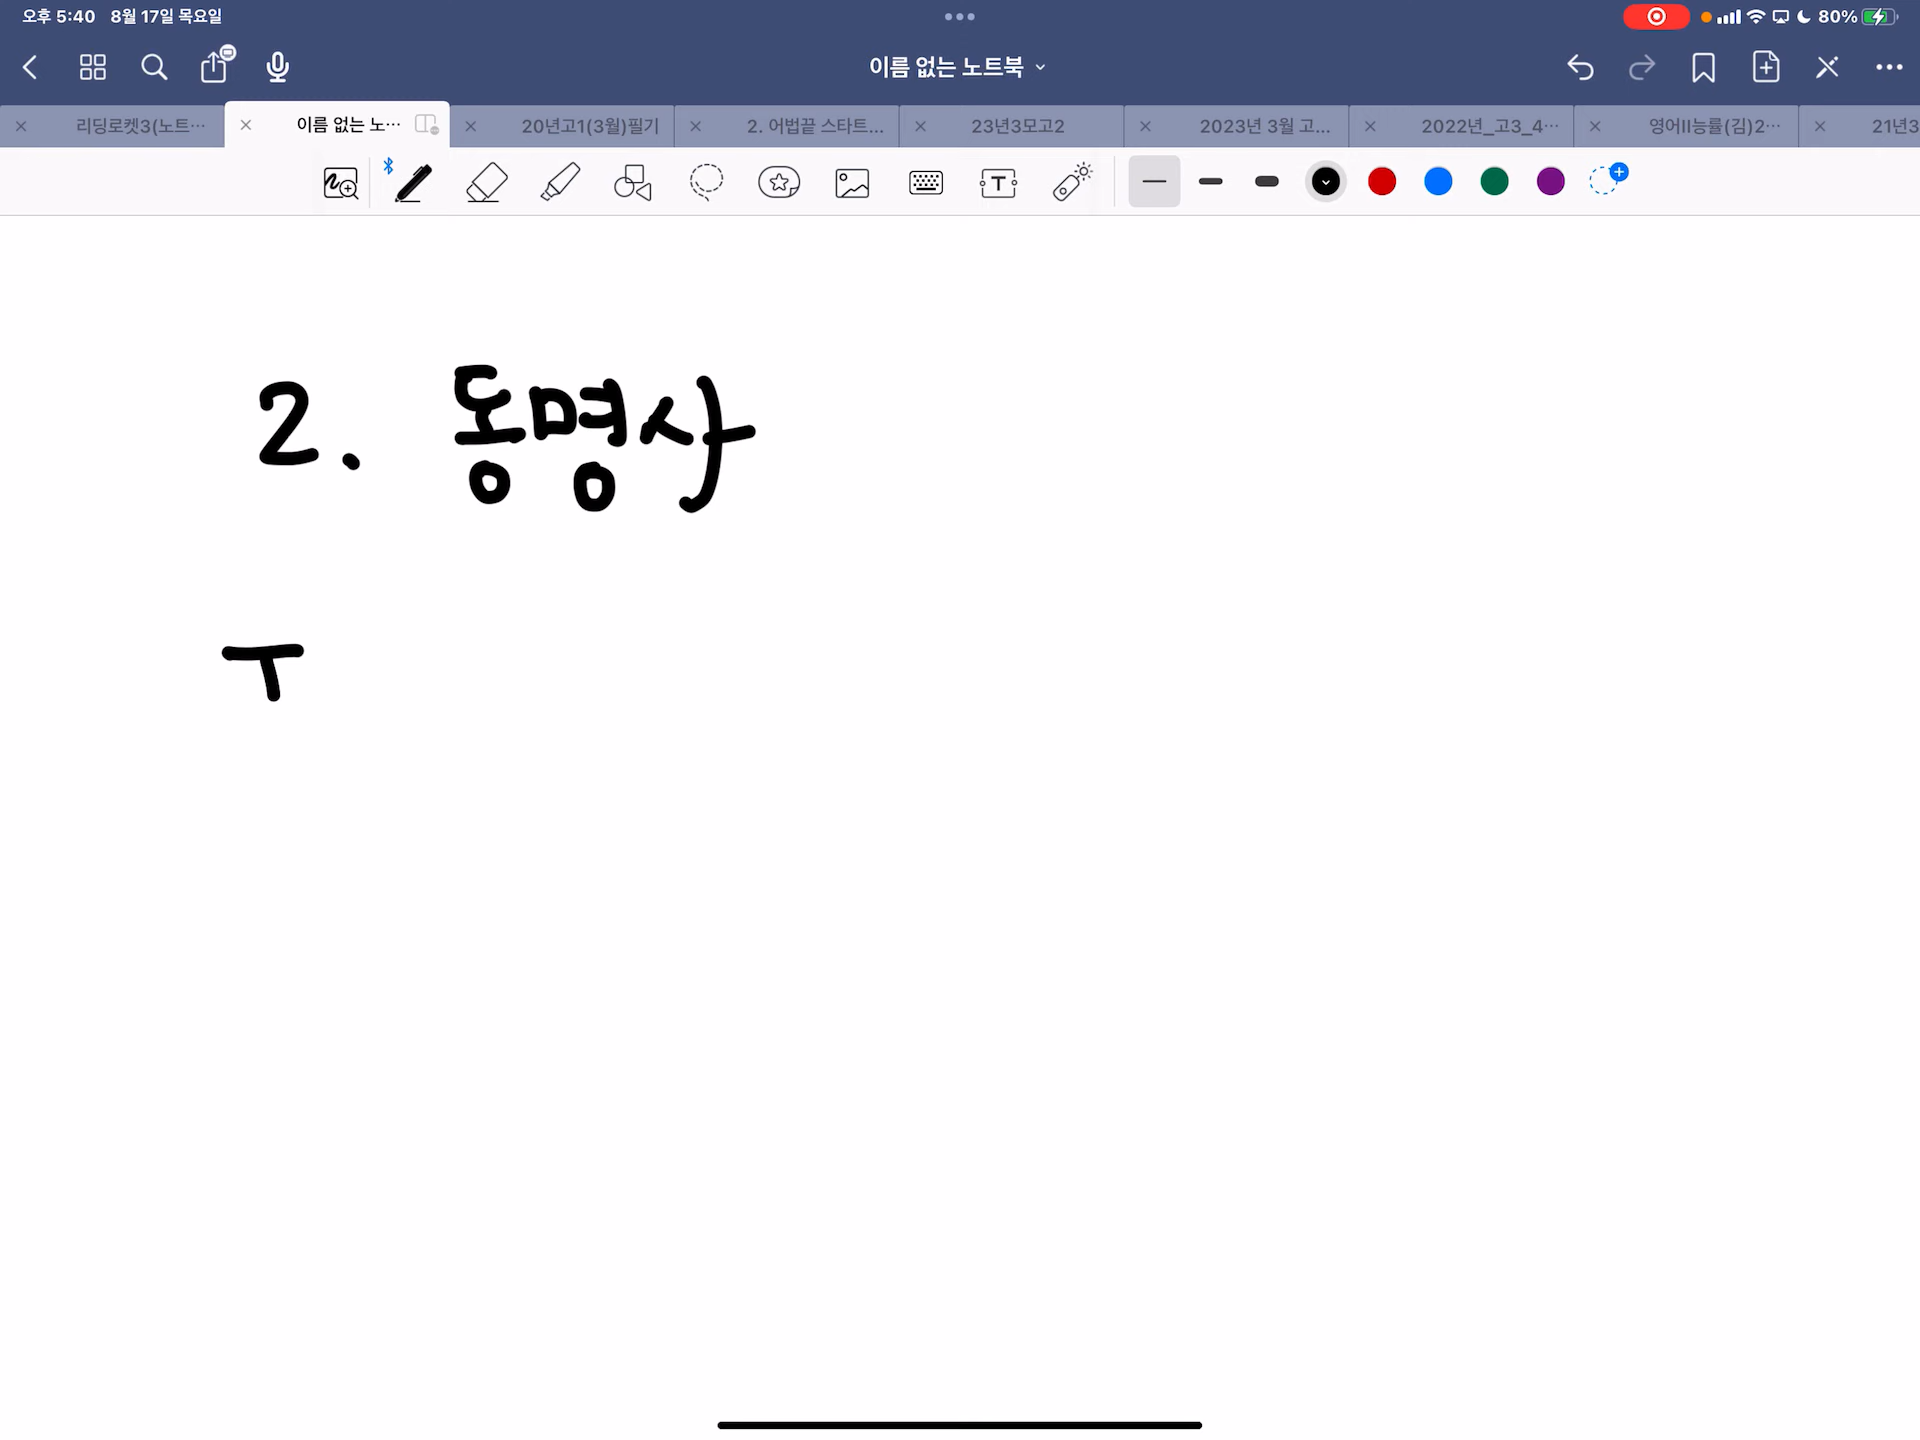 오후 5:40 8월 17일 목요일
80%
이름 없는 노트북
리딩로켓3(노트…
이름 없는 노…
20년고1(3월)필기
2. 어법끝 스타트...
23년3모고2
2023년 3월 고...
2022년_고3_4…
영어II능률(김)2…
21년3
T
2. 동명사
ㅜ